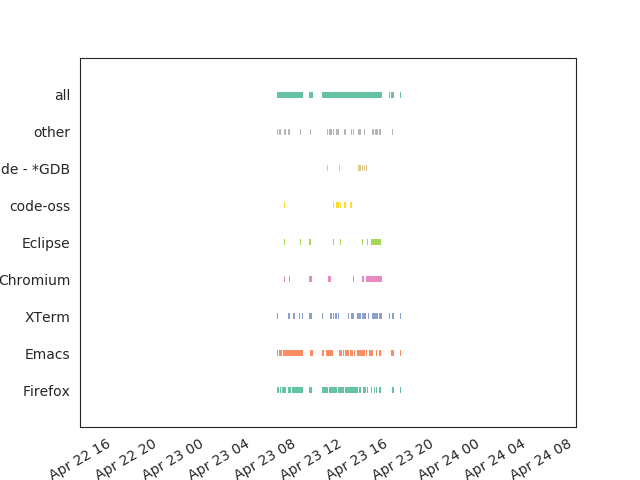 all
other
de - *GDB
code-oss
Eclipse
Chromium
XTerm
Emacs
Firefox
Apr 22 16
Apr 22 20
Apr 23 00
Apr 23 04
Apr 23 08
Apr 23 12
Apr 23 16
Apr 23 20
Apr 24 00
Apr 24 04
Apr 24 08